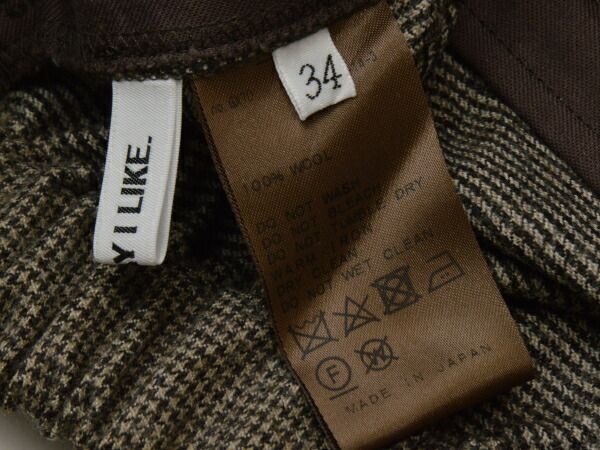 34
Y I LIKE.
100% WOOL
DO NOT WASH
DO NOT BLEACH
DO NOT TUMBLE DRY
WARM IRON
DRY CLEAN
DO NOT WET CLEAN
F
W
MADE IN JAPAN